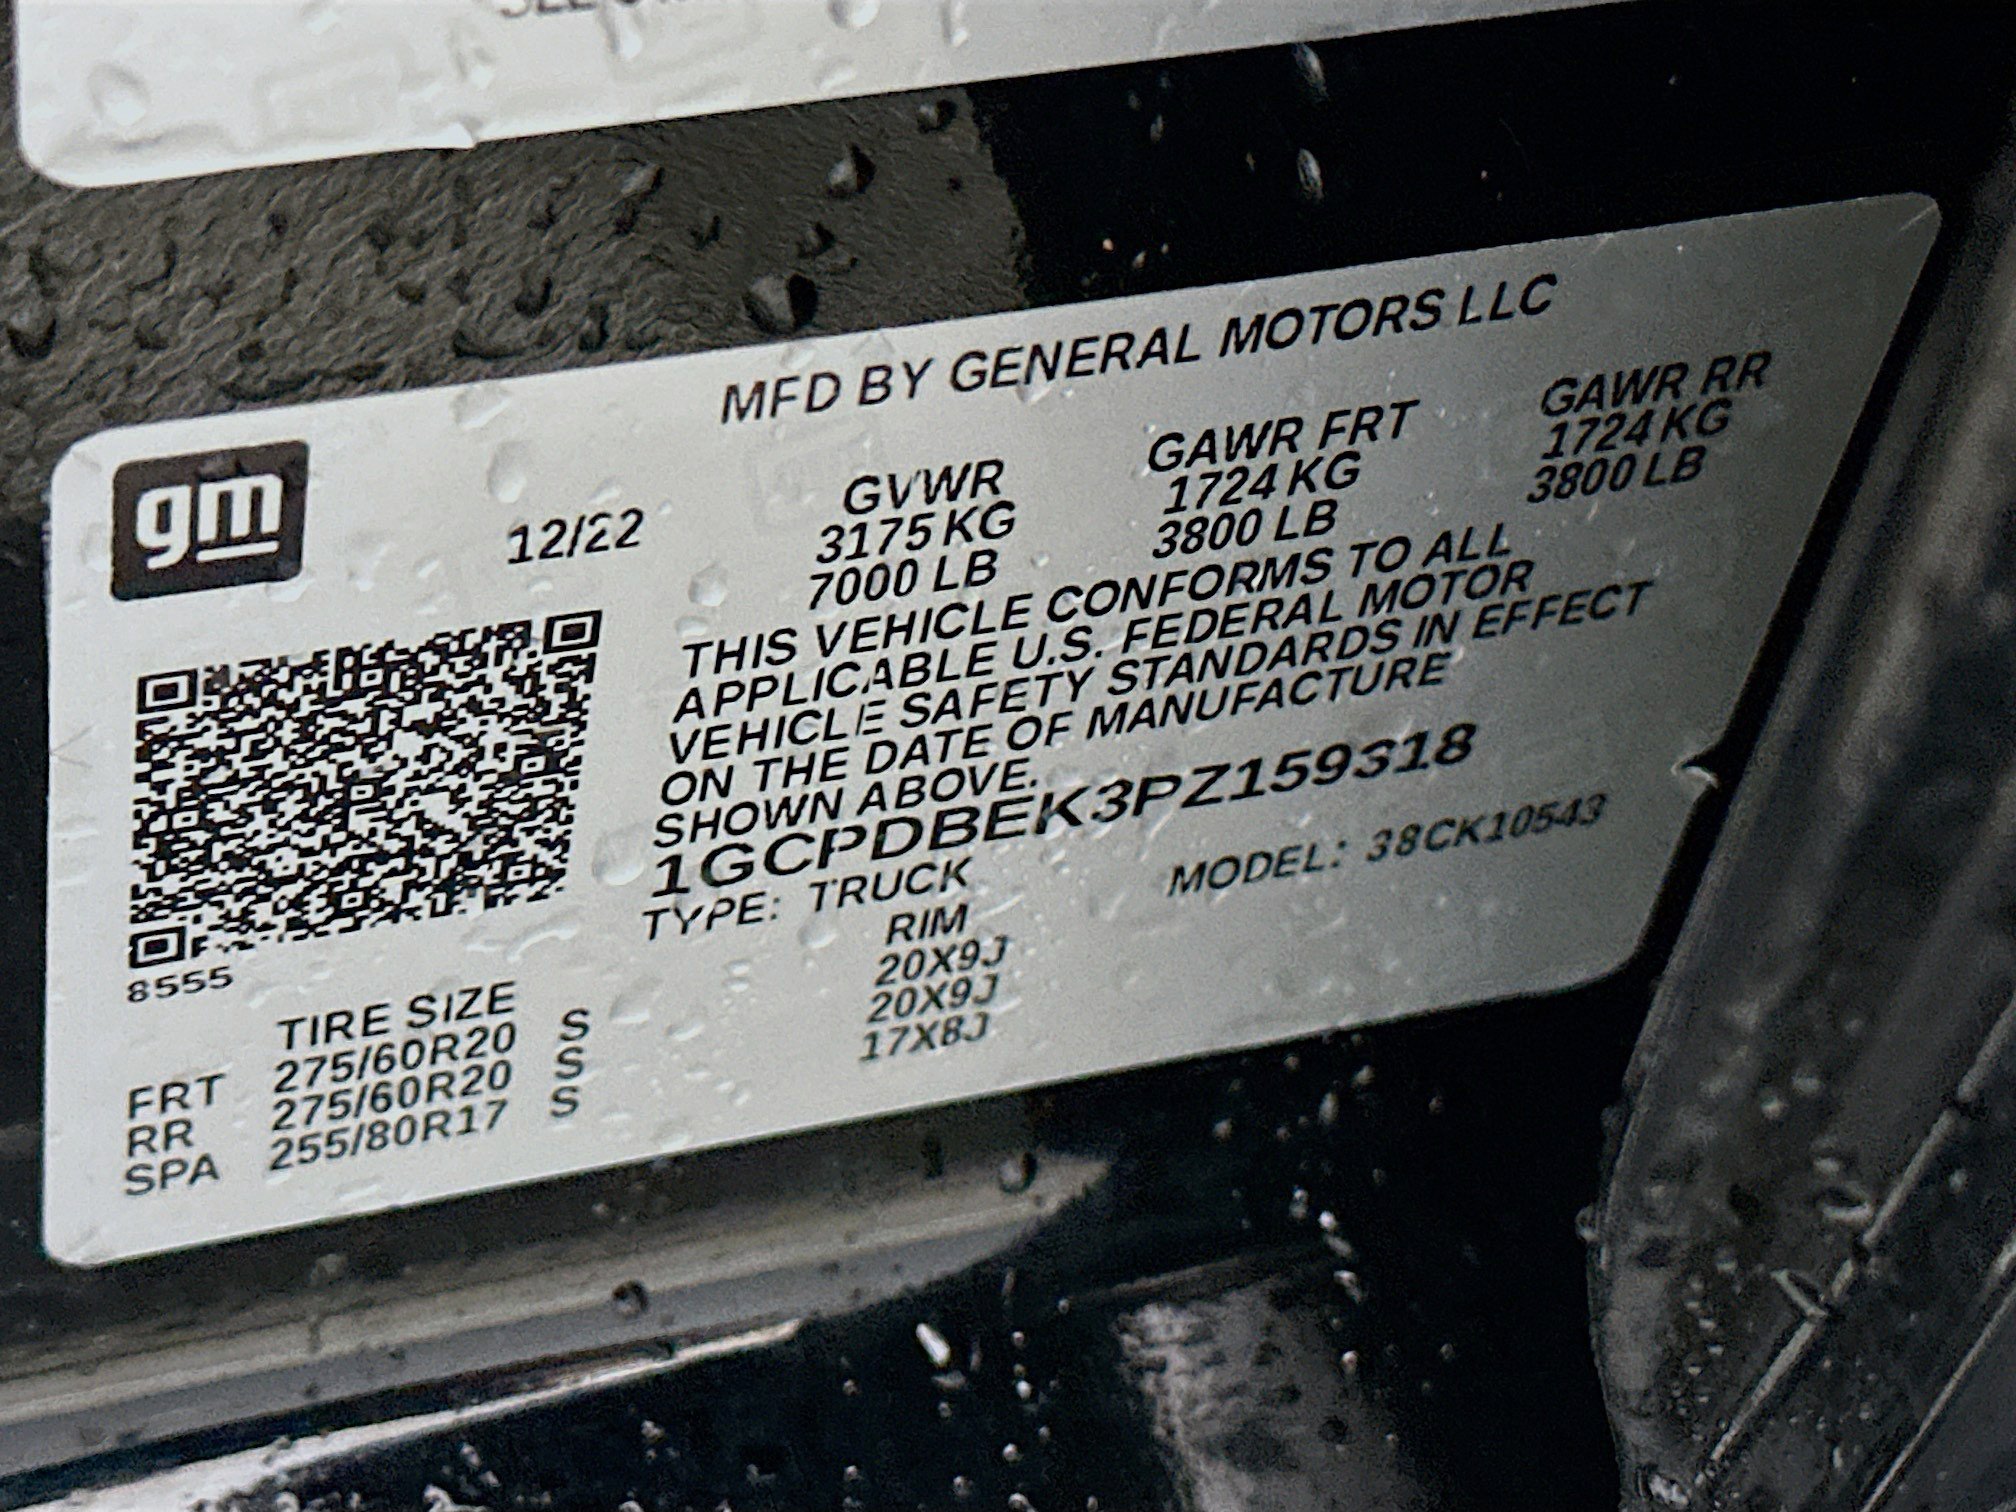 MFD BY GENERAL MOTORS LLC
gm
12/22
GVWR GAWR FRT GAWR RR
3175 KG 1724 KG 1724 KG
7000 LB 3800 LB 3800 LB
THIS VEHICLE CONFORMS TO ALL
APPLICABLE U.S. FEDERAL MOTOR
VEHICLE SAFETY STANDARDS IN EFFECT
ON THE DATE OF MANUFACTURE
SHOWN ABOVE.
1GCPDBEK3PZ159318
TYPE: TRUCK MODEL: 38CK10543
8555
TIRE SIZE RIM
FRT 275/60R20 S 20X9J
RR 275/60R20 S 20X9J
SPA 255/80R17 S 17X8J